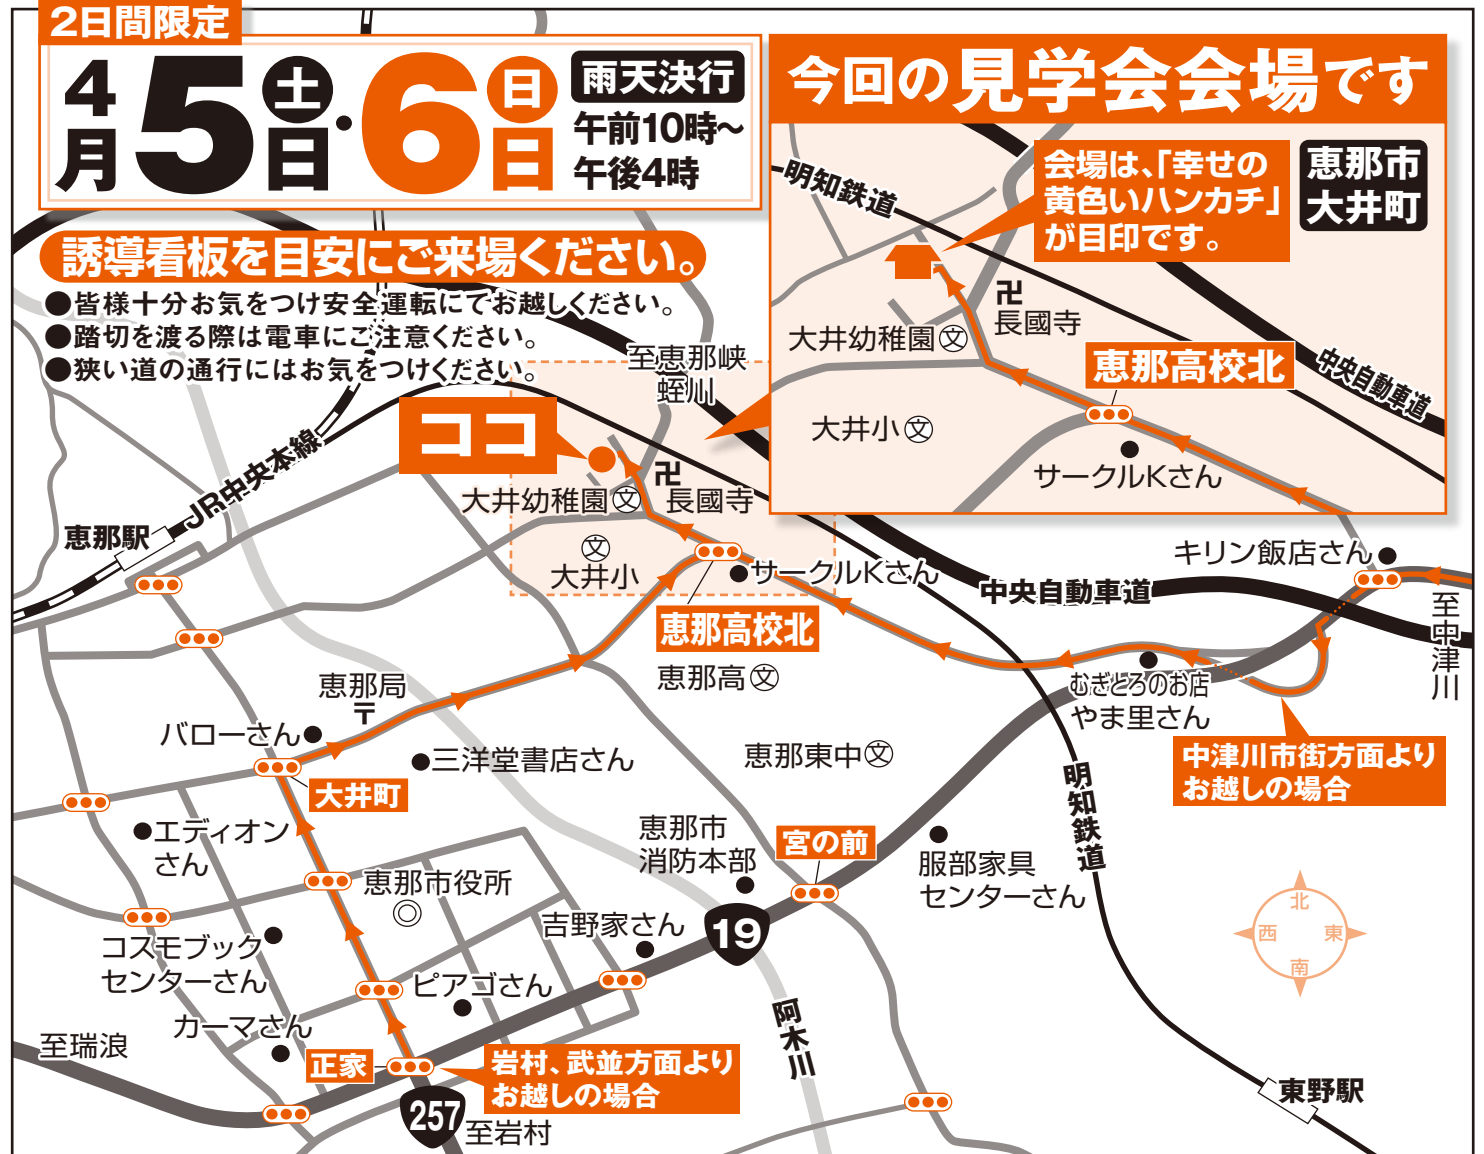 2日間限定
4月5日(土)・6日(日)
雨天決行
午前10時～
午後4時
誘導看板を目安にご来場ください。
●皆様十分お気をつけ安全運転にてお越しください。
●踏切を渡る際は電車にご注意ください。
●狭い道の通行にはお気をつけください。
今回の見学会会場です
会場は、「幸せの
黄色いハンカチ」
が目印です。
恵那市
大井町
明知鉄道
卍
長國寺
大井幼稚園文
恵那高校北
中央自動車道
大井小文
サークルKさん
至恵那峡
蛭川
ココ
卍
長國寺
大井幼稚園文
文
大井小
JR中央本線
恵那駅
サークルKさん
恵那高校北
恵那高文
中央自動車道
キリン飯店さん
至中津川
むぎとろのお店
やま里さん
中津川市街方面より
お越しの場合
恵那局
〒
バローさん
三洋堂書店さん
恵那東中文
大井町
明知鉄道
エディオン
さん
恵那市
消防本部
宮の前
服部家具
センターさん
恵那市役所
吉野家さん
19
コスモブック
センターさん
ピアゴさん
カーマさん
至瑞浪
正家
岩村、武並方面より
お越しの場合
257
至岩村
阿木川
東野駅
北
西
東
南